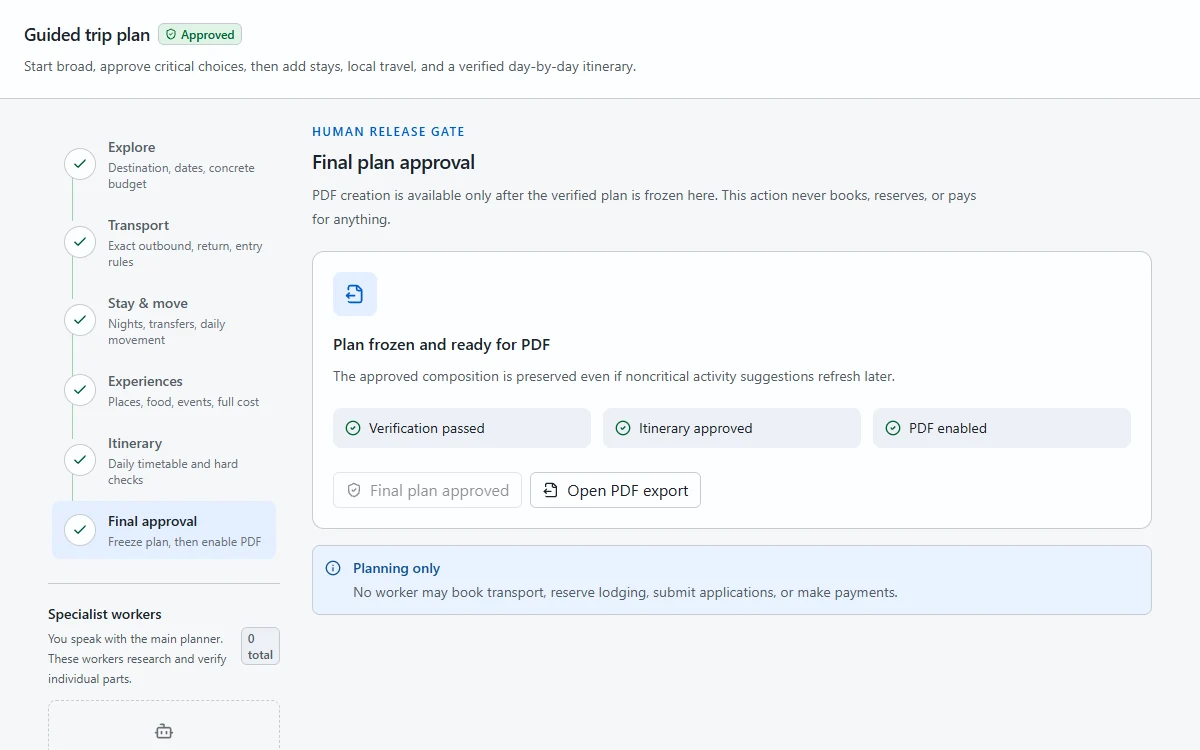 Guided trip plan
Approved
Start broad, approve critical choices, then add stays, local travel, and a verified day-by-day itinerary.
Explore
Destination, dates, concrete
budget
Transport
Exact outbound, return, entry
rules
Stay & move
Nights, transfers, daily
movement
Experiences
Places, food, events, full cost
Itinerary
Daily timetable and hard
checks
Final approval
Freeze plan, then enable PDF
Specialist workers
You speak with the main planner.
These workers research and verify
individual parts.
0
total
HUMAN RELEASE GATE
Final plan approval
PDF creation is available only after the verified plan is frozen here. This action never books, reserves, or pays
for anything.
Plan frozen and ready for PDF
The approved composition is preserved even if noncritical activity suggestions refresh later.
Verification passed
Itinerary approved
PDF enabled
Final plan approved
Open PDF export
Planning only
No worker may book transport, reserve lodging, submit applications, or make payments.